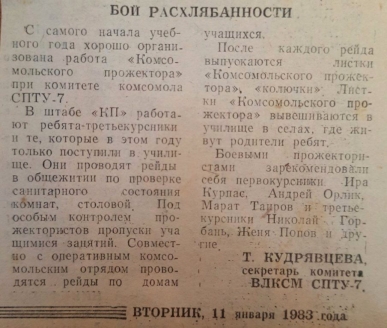 БОЙ РАСХЛЯБАННОСТИ
С самого начала учеб-
ного года хорошо органи-
зована работа «Комсо-
мольского прожектора»
при комитете комсомола
СПТУ-7.
В штабе «КП» работа-
ют ребята-третьекурсники
и те, которые в этом году
только поступили в учили-
ще. Они проводят рейды
в общежитии по проверке
санитарного состояния
комнат, столовой. Под
особым контролем про-
жектористов пропуски уча
щимися занятий. Совмест-
но с оперативным комсо-
мольским отрядом прово-
дятся рейды по домам
учащихся.
После каждого рейда
выпускаются листки
«Комсомольского прожек-
тора», «колючки». Лист-
ки «Комсомольского про-
жектора» вывешиваются в
училище в селах, где жи-
вут родители ребят.
Боевыми прожектори-
стами зарекомендовали
себя первокурсники Ира
Курпас, Андрей Орлик,
Марат Таиров и третье-
курсники Николай Гор-
бань, Женя Попов и дру-
гие.
Т. КУДРЯВЦЕВА,
секретарь комитета
ВЛКСМ СПТУ-7.
ВТОРНИК, 11 января 1983 года